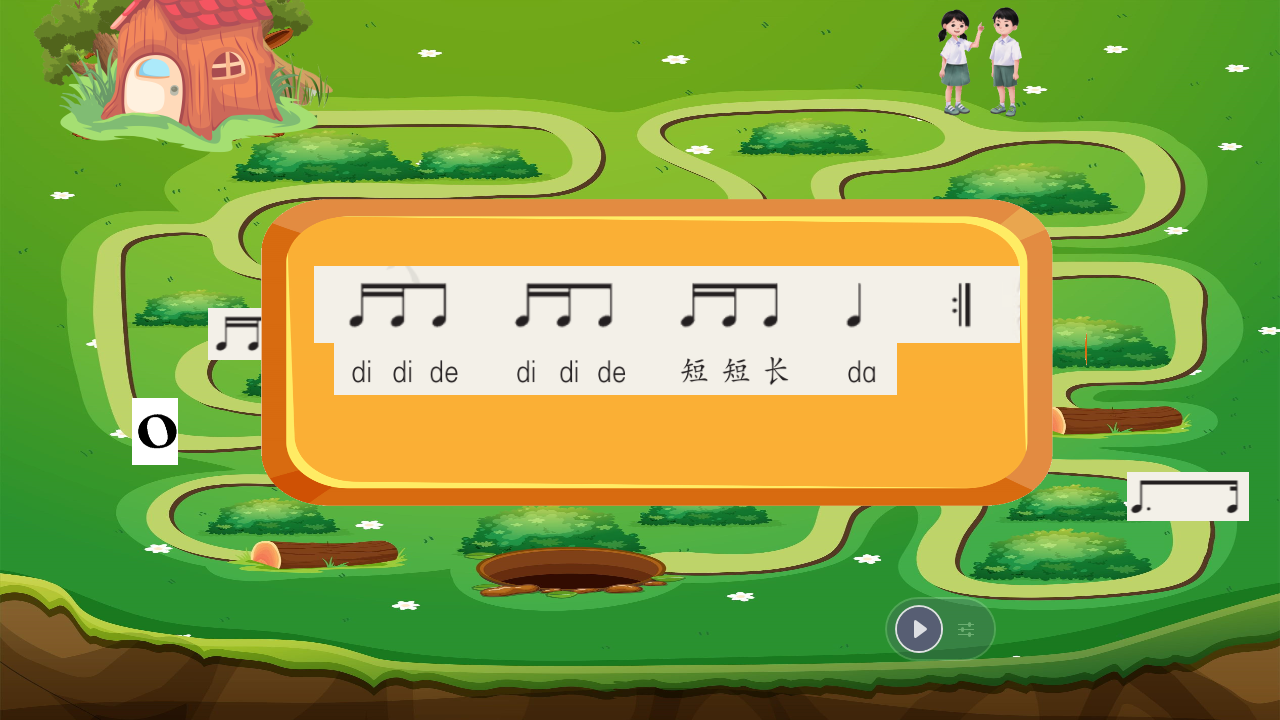 di di de di di de 短 短 长 da
o